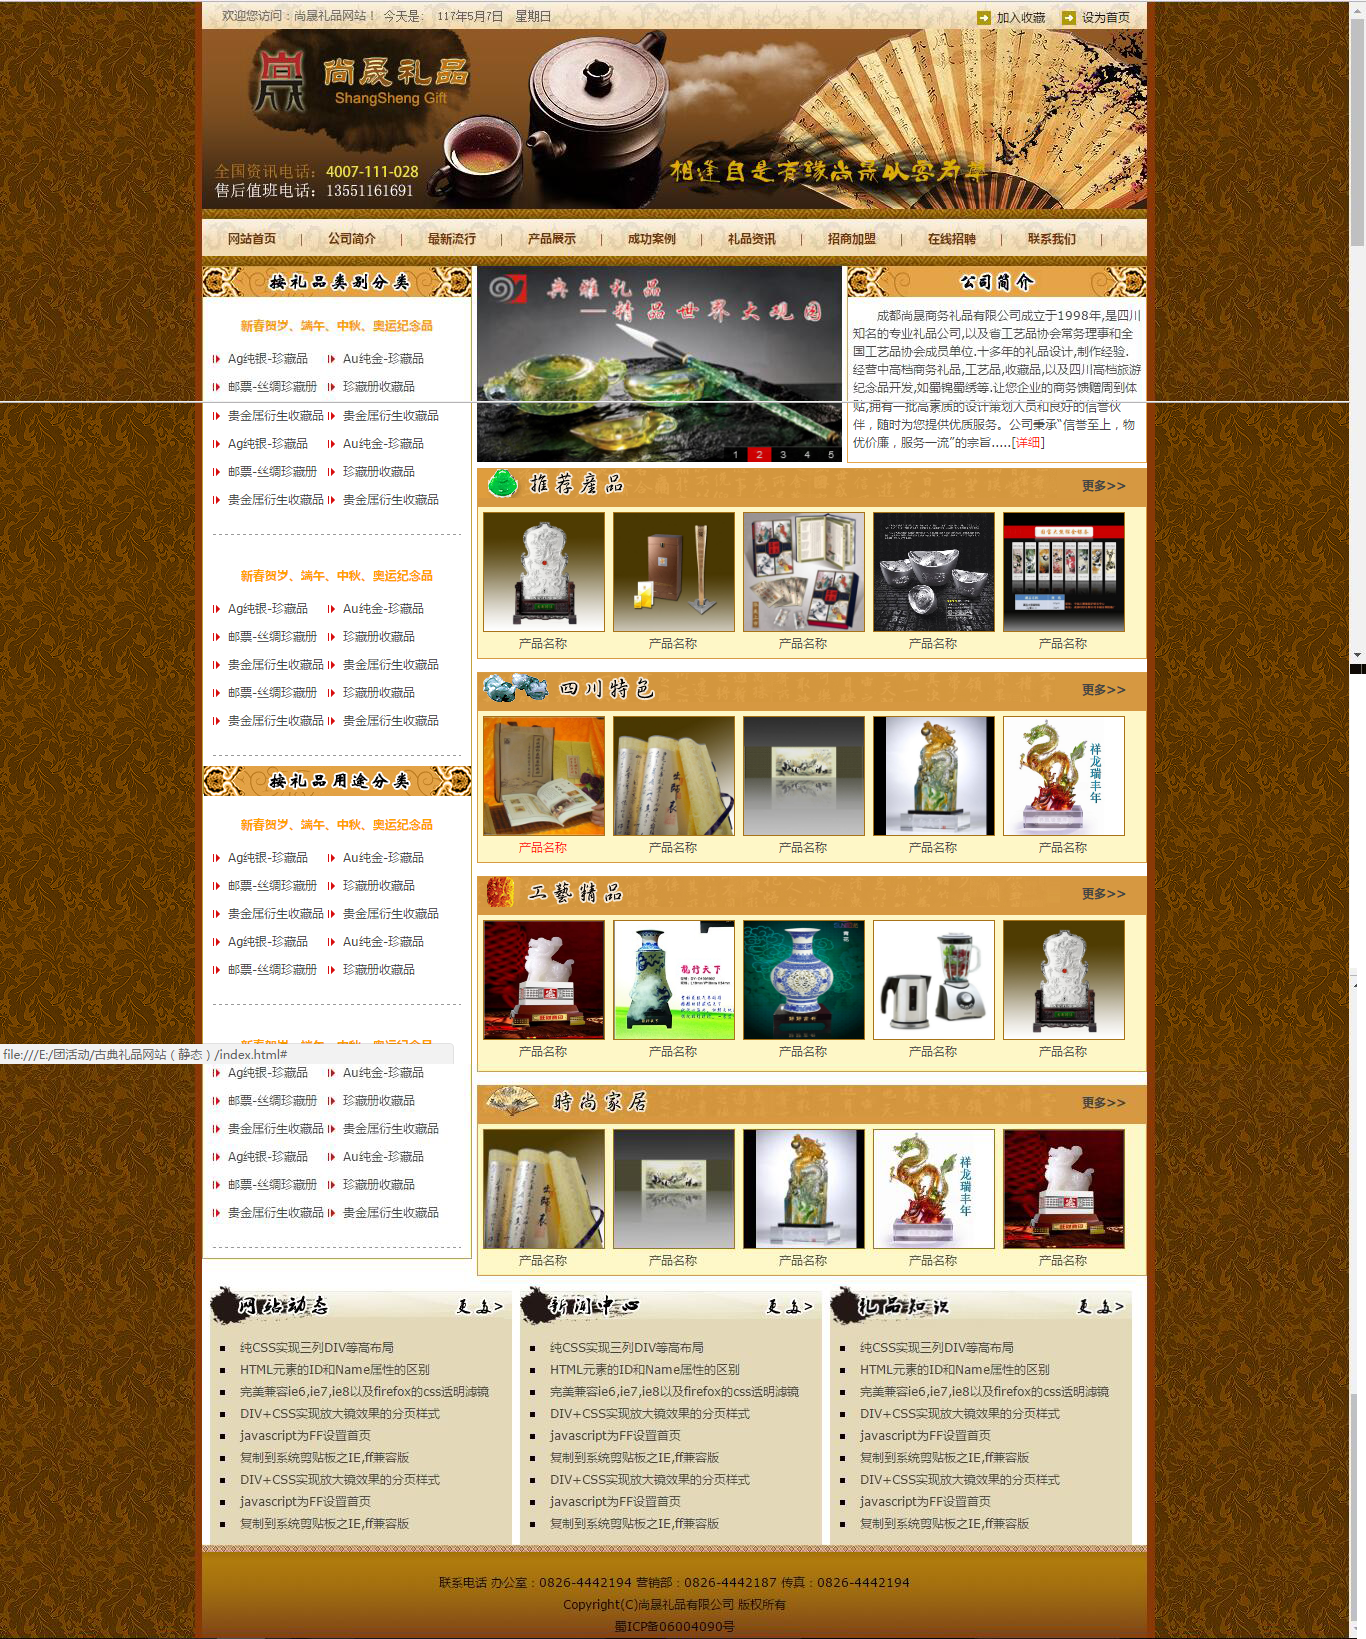 欢迎您访问：尚晟礼品网站！ 今天是： 117年5月7日 星期日
加入收藏 设为首页
尚晟礼品
ShangSheng Gift
全国资讯电话：4007-111-028
售后值班电话：13551161691
相逢自是有缘尚晟以客为尊
网站首页 | 公司简介 | 最新流行 | 产品展示 | 成功案例 | 礼品资讯 | 招商加盟 | 在线招聘 | 联系我们 |
按礼品类别分类
新春贺岁、端午、中秋、奥运纪念品
Ag纯银-珍藏品 Au纯金-珍藏品
邮票-丝绸珍藏册 珍藏册收藏品
贵金属衍生收藏品 贵金属衍生收藏品
Ag纯银-珍藏品 Au纯金-珍藏品
邮票-丝绸珍藏册 珍藏册收藏品
贵金属衍生收藏品 贵金属衍生收藏品
新春贺岁、端午、中秋、奥运纪念品
Ag纯银-珍藏品 Au纯金-珍藏品
邮票-丝绸珍藏册 珍藏册收藏品
贵金属衍生收藏品 贵金属衍生收藏品
邮票-丝绸珍藏册 珍藏册收藏品
贵金属衍生收藏品 贵金属衍生收藏品
按礼品用途分类
新春贺岁、端午、中秋、奥运纪念品
Ag纯银-珍藏品 Au纯金-珍藏品
邮票-丝绸珍藏册 珍藏册收藏品
贵金属衍生收藏品 贵金属衍生收藏品
Ag纯银-珍藏品 Au纯金-珍藏品
邮票-丝绸珍藏册 珍藏册收藏品
新春贺岁、端午、中秋、奥运纪念品
file:///E:/团活动/古典礼品网站（静态）/index.html#
Ag纯银-珍藏品 Au纯金-珍藏品
邮票-丝绸珍藏册 珍藏册收藏品
贵金属衍生收藏品 贵金属衍生收藏品
Ag纯银-珍藏品 Au纯金-珍藏品
邮票-丝绸珍藏册 珍藏册收藏品
贵金属衍生收藏品 贵金属衍生收藏品
典雅礼品
—精品世界大观园
1 2 3 4 5
公司简介
成都尚晟商务礼品有限公司成立于1998年,是四川
知名的专业礼品公司,以及省工艺品协会常务理事和全
国工艺品协会成员单位.十多年的礼品设计,制作经验.
经营中高档商务礼品,工艺品,收藏品,以及四川高档旅游
纪念品开发,如蜀锦蜀绣等.让您企业的商务馈赠周到体
贴,拥有一批高素质的设计策划人员和良好的信誉伙
伴，随时为您提供优质服务。公司秉承“信誉至上，物
优价廉，服务一流”的宗旨.....[详细]
推荐産品 更多>>
产品名称 产品名称 产品名称 产品名称 产品名称
四川特色 更多>>
祥龙瑞丰年
产品名称 产品名称 产品名称 产品名称 产品名称
工藝精品 更多>>
龙行天下
产品名称 产品名称 产品名称 产品名称 产品名称
時尚家居 更多>>
祥龙瑞丰年
产品名称 产品名称 产品名称 产品名称 产品名称
网站动态 更多>
纯CSS实现三列DIV等高布局
HTML元素的ID和Name属性的区别
完美兼容ie6,ie7,ie8以及firefox的css透明滤镜
DIV+CSS实现放大镜效果的分页样式
javascript为FF设置首页
复制到系统剪贴板之IE,ff兼容版
DIV+CSS实现放大镜效果的分页样式
javascript为FF设置首页
复制到系统剪贴板之IE,ff兼容版
新闻中心 更多>
纯CSS实现三列DIV等高布局
HTML元素的ID和Name属性的区别
完美兼容ie6,ie7,ie8以及firefox的css透明滤镜
DIV+CSS实现放大镜效果的分页样式
javascript为FF设置首页
复制到系统剪贴板之IE,ff兼容版
DIV+CSS实现放大镜效果的分页样式
javascript为FF设置首页
复制到系统剪贴板之IE,ff兼容版
礼品知识 更多>
纯CSS实现三列DIV等高布局
HTML元素的ID和Name属性的区别
完美兼容ie6,ie7,ie8以及firefox的css透明滤镜
DIV+CSS实现放大镜效果的分页样式
javascript为FF设置首页
复制到系统剪贴板之IE,ff兼容版
DIV+CSS实现放大镜效果的分页样式
javascript为FF设置首页
复制到系统剪贴板之IE,ff兼容版
联系电话 办公室：0826-4442194 营销部：0826-4442187 传真：0826-4442194
Copyright(C)尚晟礼品有限公司 版权所有
蜀ICP备06004090号